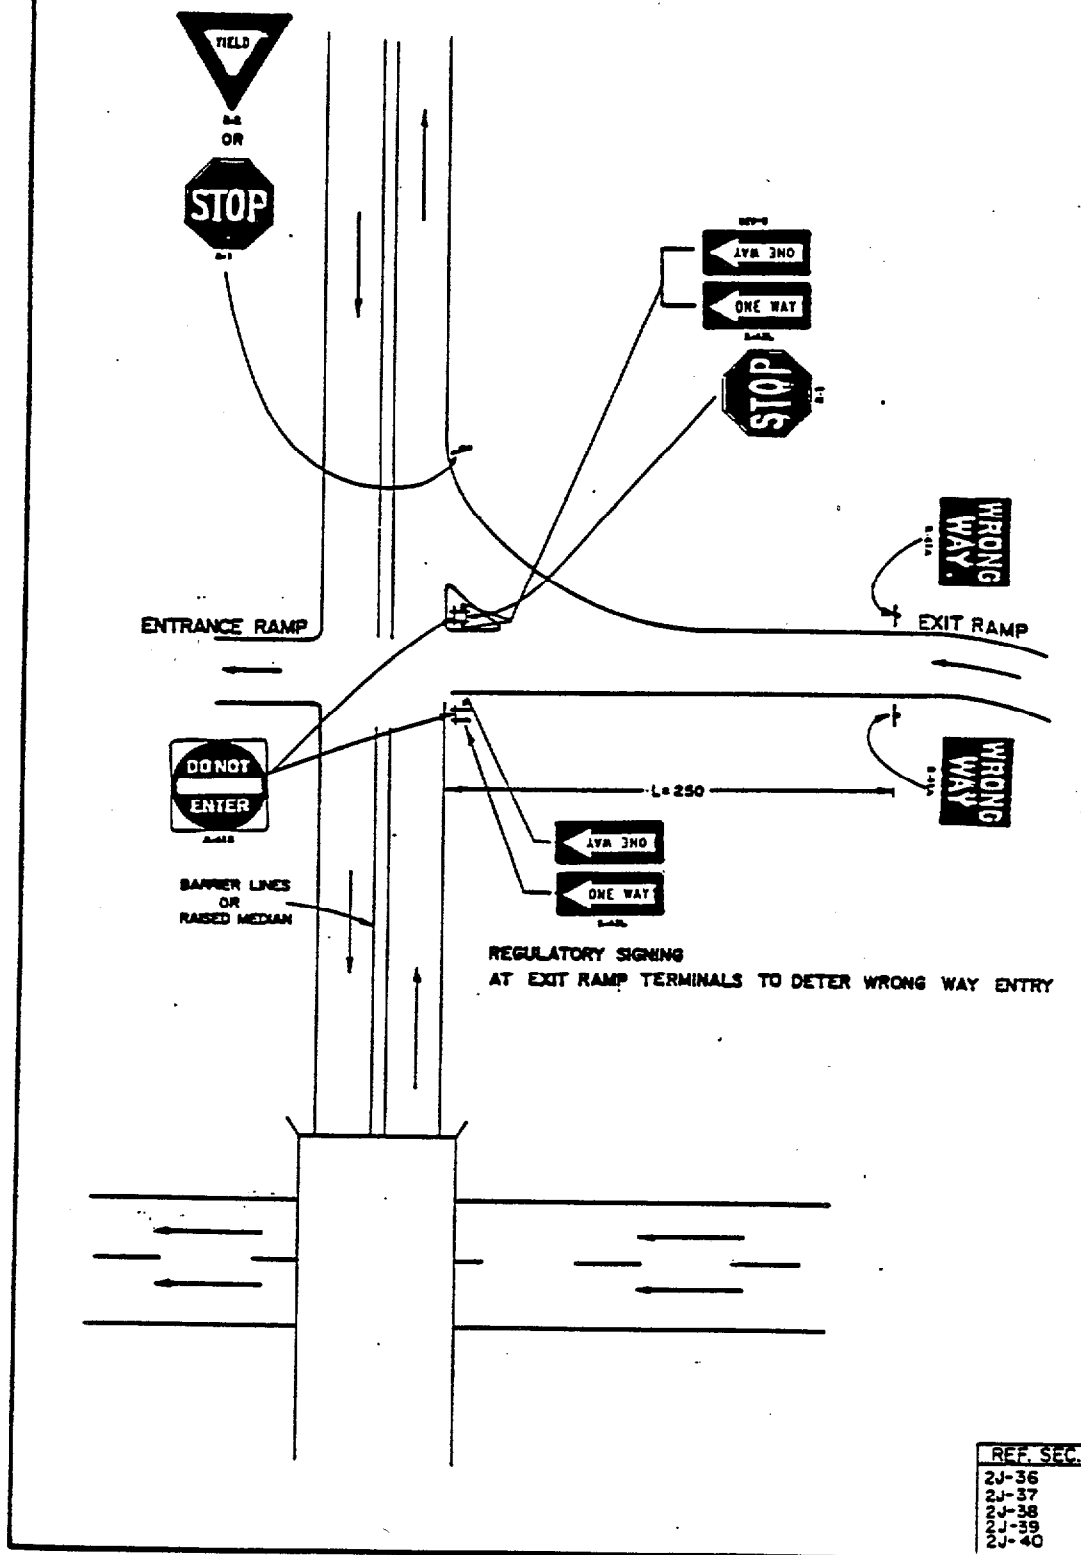 YIELD
OR
STOP
ONE WAY
ONE WAY
STOP
WRONG
WAY.
ENTRANCE RAMP
EXIT RAMP
DO NOT
ENTER
WRONG
WAY
L=250
ONE WAY
ONE WAY
BARRIER LINES
OR
RAISED MEDIAN
REGULATORY SIGNING
AT EXIT RAMP TERMINALS TO DETER WRONG WAY ENTRY
REF. SEC.
2J-36
2J-37
2J-38
2J-39
2J-40